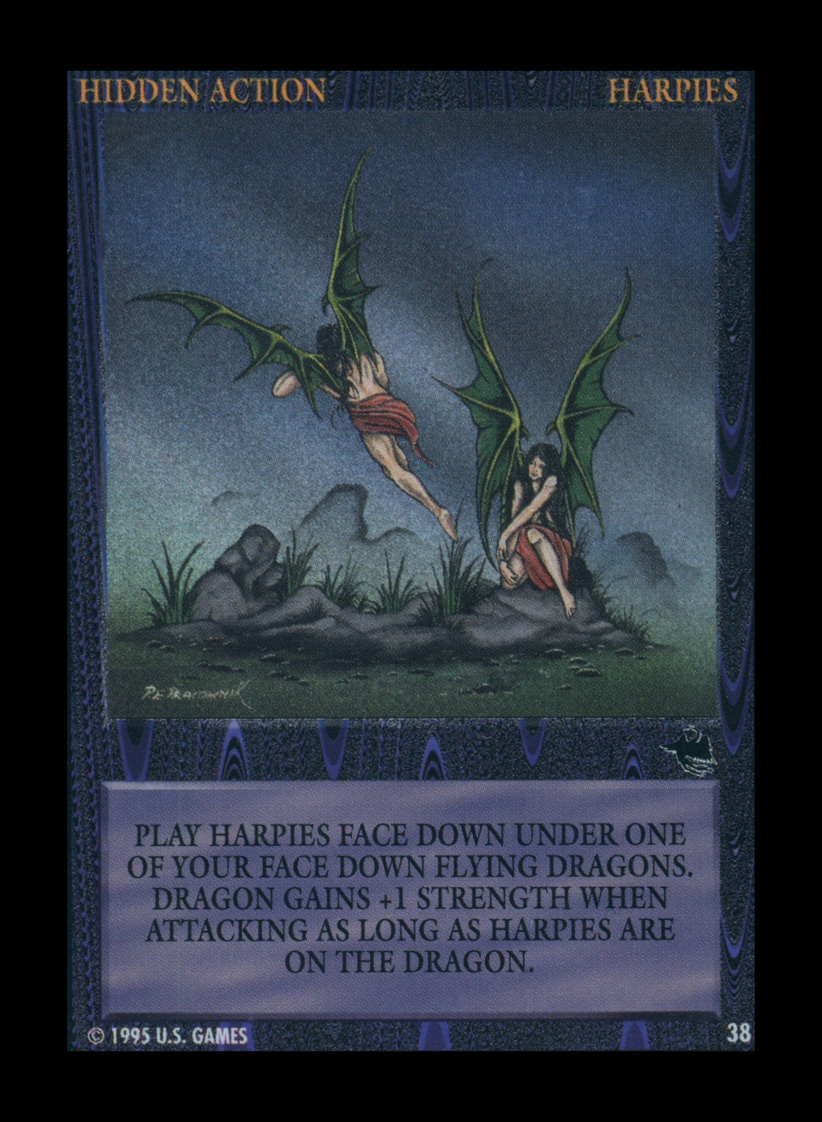 HIDDEN ACTION
HARPIES
PLAY HARPIES FACE DOWN UNDER ONE
OF YOUR FACE DOWN FLYING DRAGONS.
DRAGON GAINS +1 STRENGTH WHEN
ATTACKING AS LONG AS HARPIES ARE
ON THE DRAGON.
© 1995 U.S. GAMES
38